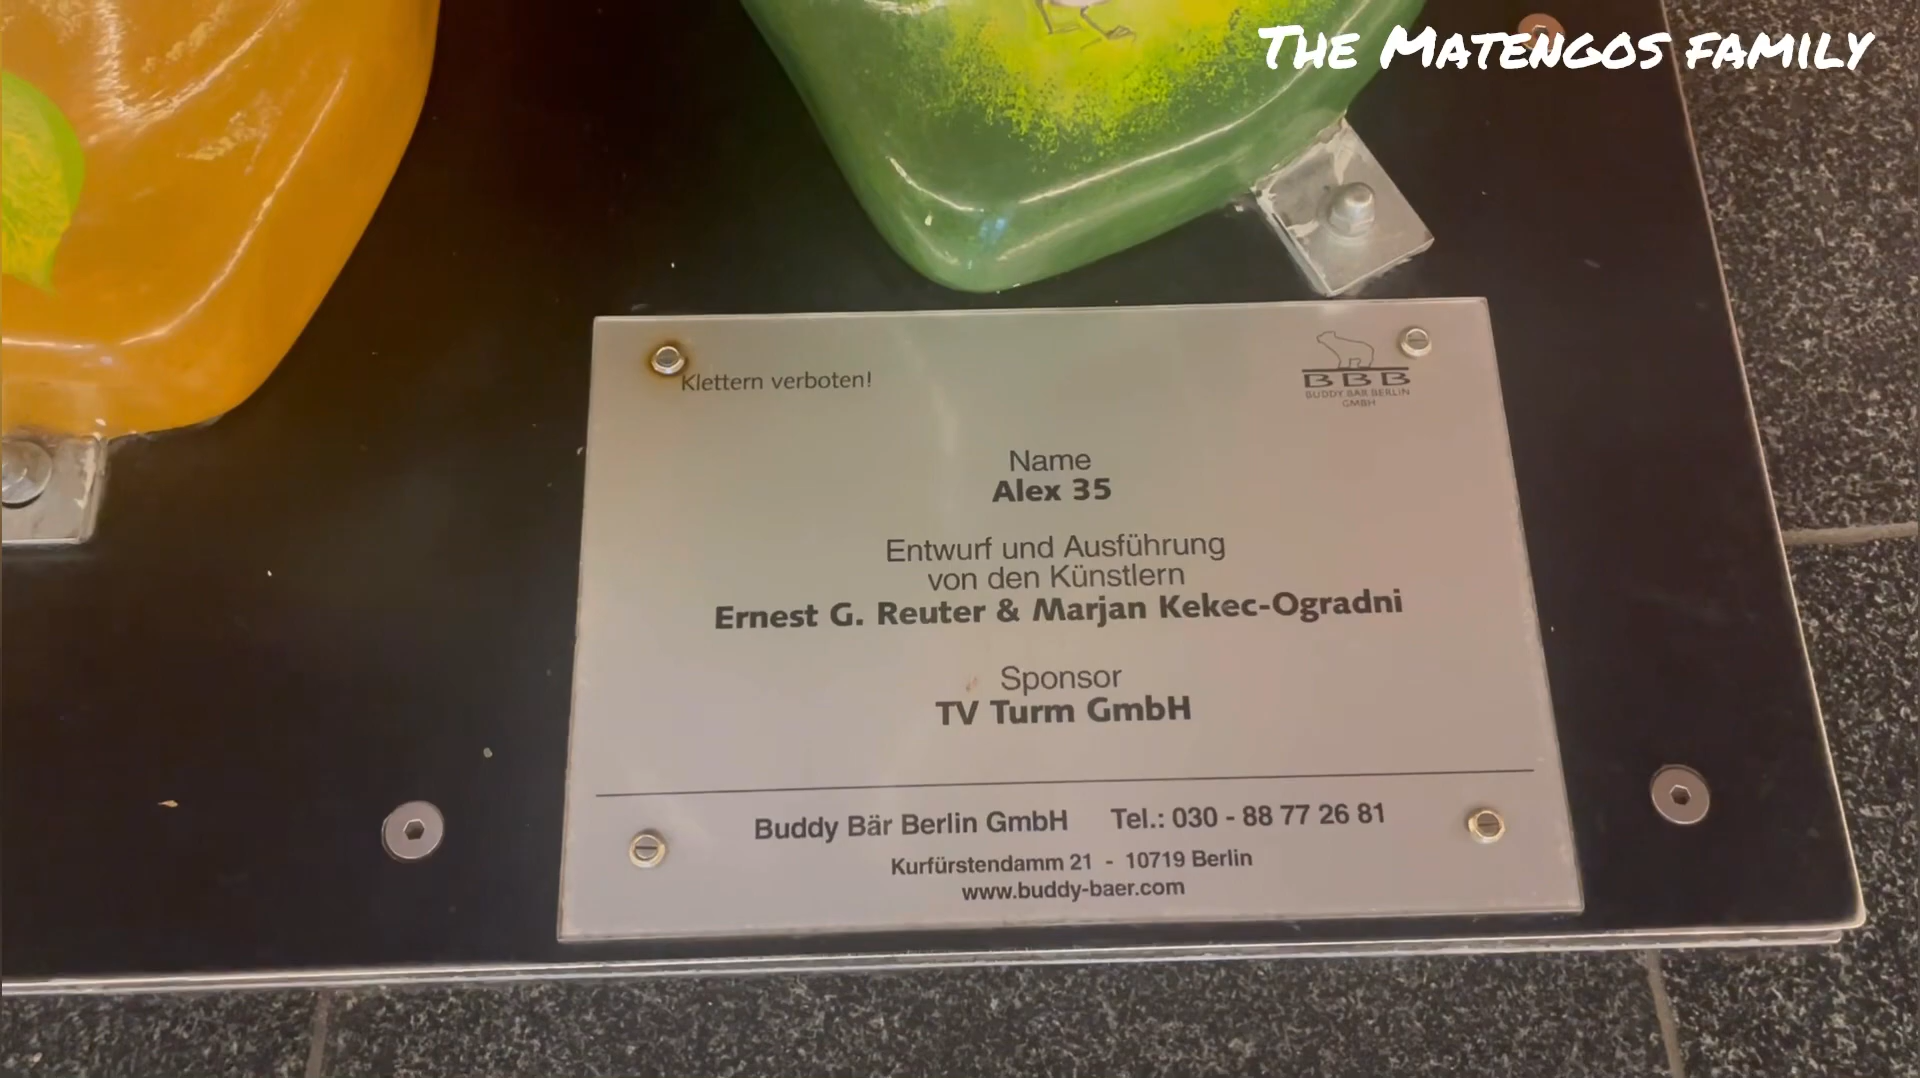 The Matengos family
Klettern verboten!
BBB
BUDDY BÄR BERLIN
GMBH
Name
Alex 35
Entwurf und Ausführung
von den Künstlern
Ernest G. Reuter & Marjan Kekec-Ogradni
Sponsor
TV Turm GmbH
Buddy Bär Berlin GmbH Tel.: 030 - 88 77 26 81
Kurfürstendamm 21 - 10719 Berlin
www.buddy-baer.com